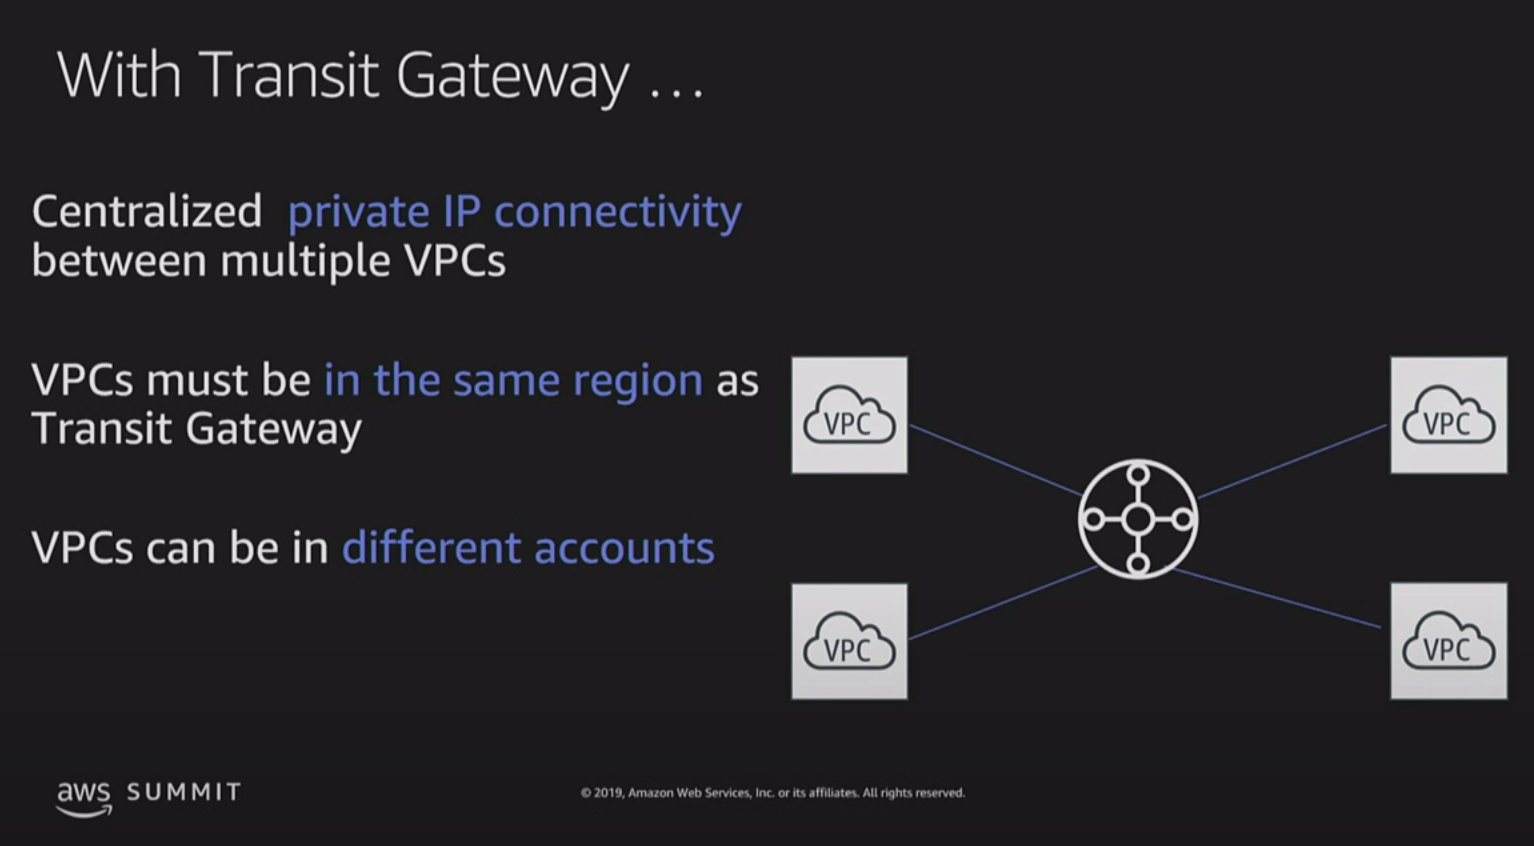 With Transit Gateway ...
Centralized private IP connectivity
between multiple VPCs
VPCs must be in the same region as
Transit Gateway
VPCs can be in different accounts
VPC
VPC
VPC
VPC
aws SUMMIT
© 2019, Amazon Web Services, Inc. or its affiliates. All rights reserved.